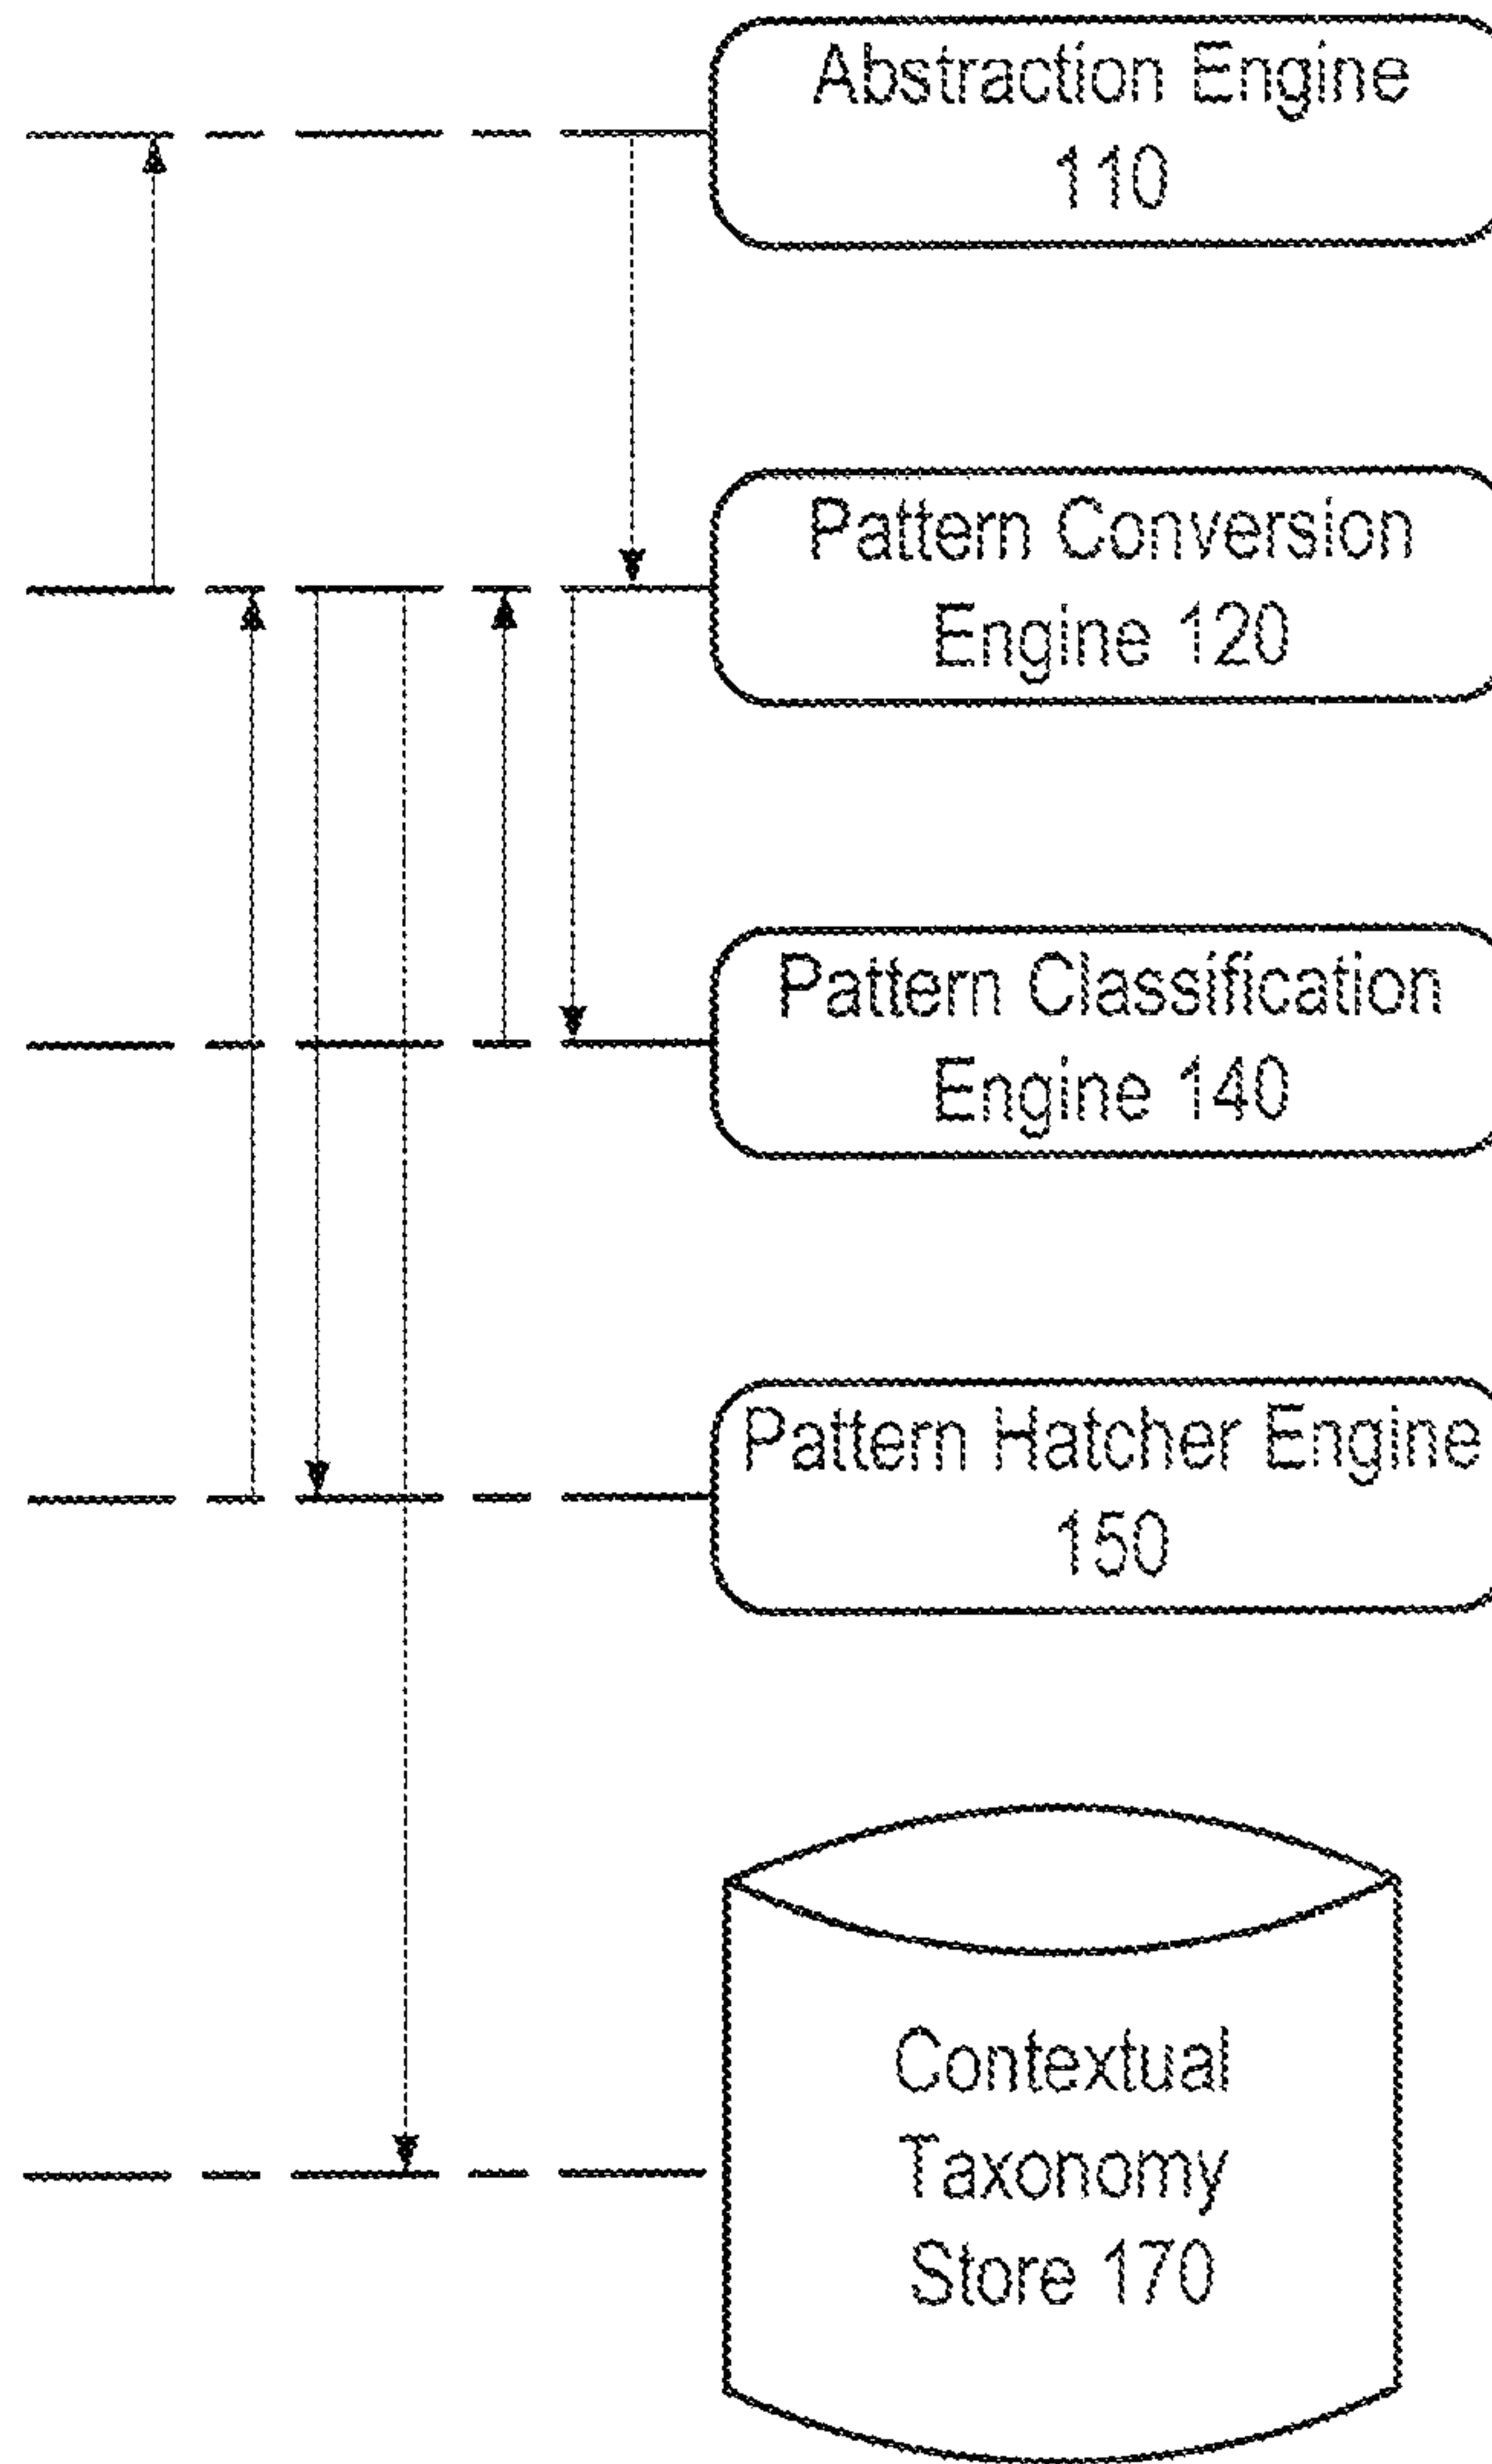 Abstraction Engine
110
Pattern Conversion
Engine 120
Pattern Classification
Engine 140
Pattern Hatcher Engine
150
Contextual
Taxonomy
Store 170